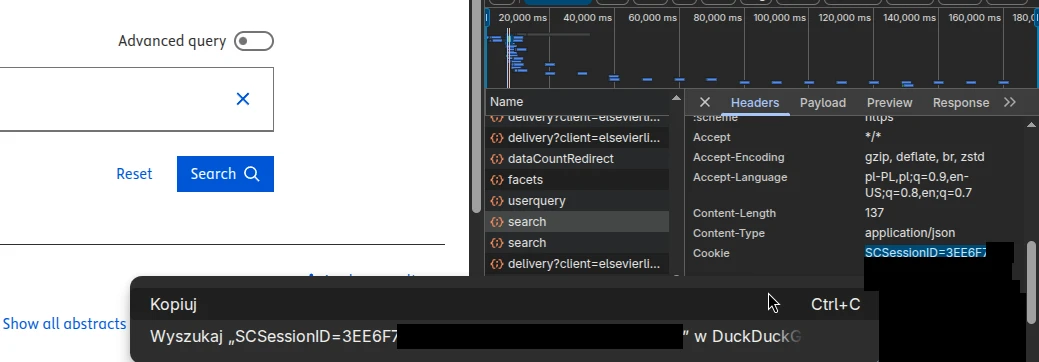 20,000 ms 40,000 ms 60,000 ms 80,000 ms 100,000 ms 120,000 ms 140,000 ms 160,000 ms 180,0
Advanced query
Reset
Search
Show all abstracts
Name
delivery?client=elsevierli...
delivery?client=elsevierli...
dataCountRedirect
facets
userquery
search
search
delivery?client=elsevierli...
Headers Payload Preview Response
:scheme https
Accept */*
Accept-Encoding gzip, deflate, br, zstd
Accept-Language pl-PL,pl;q=0.9,en-
US;q=0.8,en;q=0.7
Content-Length 137
Content-Type application/json
Cookie SCSessionID=3EE6F7
Kopiuj Ctrl+C
Wyszukaj „SCSessionID=3EE6F7 ” w DuckDuckG